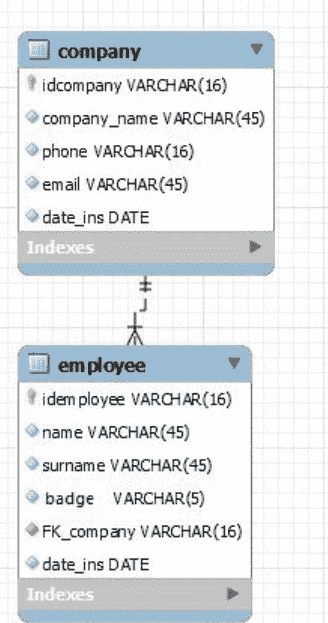 company
idcompany VARCHAR(16)
company_name VARCHAR(45)
phone VARCHAR(16)
email VARCHAR(45)
date_ins DATE
Indexes
employee
idemployee VARCHAR(16)
name VARCHAR(45)
surname VARCHAR(45)
badge VARCHAR(5)
FK_company VARCHAR(16)
date_ins DATE
Indexes